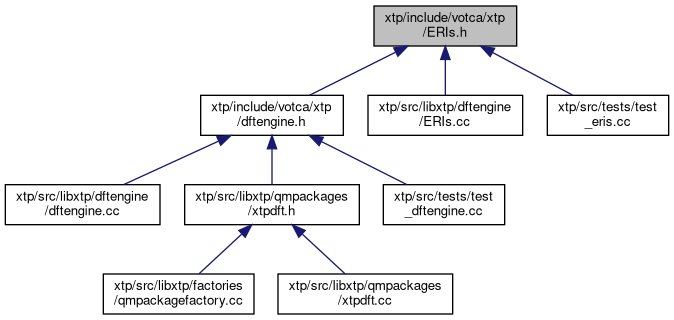 xtp/include/votca/xtp
/ERIs.h
xtp/include/votca/xtp
/dftengine.h
xtp/src/libxtp/dftengine
/ERIs.cc
xtp/src/tests/test
_eris.cc
xtp/src/libxtp/dftengine
/dftengine.cc
xtp/src/libxtp/qmpackages
/xtpdft.h
xtp/src/tests/test
_dftengine.cc
xtp/src/libxtp/factories
/qmpackagefactory.cc
xtp/src/libxtp/qmpackages
/xtpdft.cc